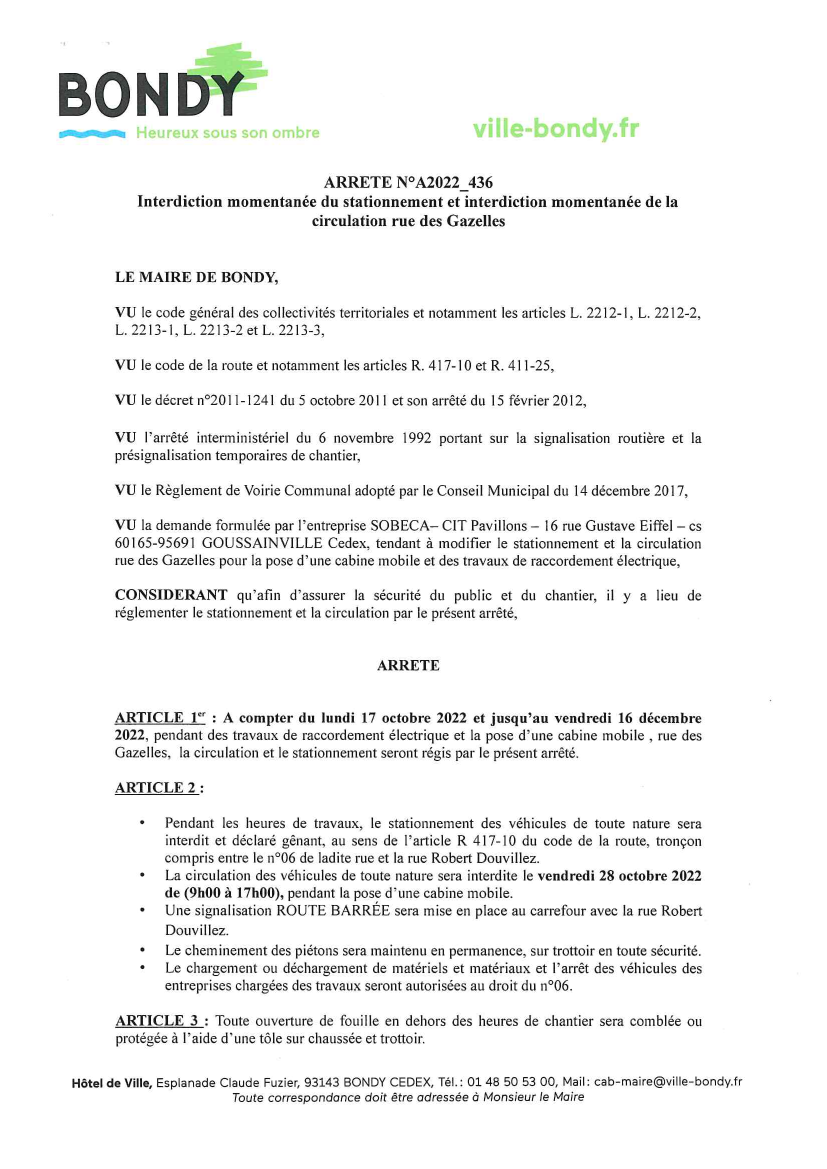 BONDY
Heureux sous son ombre
ville-bondy.fr
ARRETE N°A2022_436
Interdiction momentanée du stationnement et interdiction momentanée de la
circulation rue des Gazelles
LE MAIRE DE BONDY,
VU le code général des collectivités territoriales et notamment les articles L. 2212-1, L. 2212-2,
L. 2213-1, L. 2213-2 et L. 2213-3,
VU le code de la route et notamment les articles R. 417-10 et R. 411-25,
VU le décret n°2011-1241 du 5 octobre 2011 et son arrêté du 15 février 2012,
VU l'arrêté interministériel du 6 novembre 1992 portant sur la signalisation routière et la
présignalisation temporaires de chantier,
VU le Règlement de Voirie Communal adopté par le Conseil Municipal du 14 décembre 2017,
VU la demande formulée par l'entreprise SOBECA– CIT Pavillons – 16 rue Gustave Eiffel – cs
60165-95691 GOUSSAINVILLE Cedex, tendant à modifier le stationnement et la circulation
rue des Gazelles pour la pose d'une cabine mobile et des travaux de raccordement électrique,
CONSIDERANT qu'afin d'assurer la sécurité du public et du chantier, il y a lieu de
réglementer le stationnement et la circulation par le présent arrêté,
ARRETE
ARTICLE 1er : A compter du lundi 17 octobre 2022 et jusqu'au vendredi 16 décembre
2022, pendant des travaux de raccordement électrique et la pose d'une cabine mobile , rue des
Gazelles, la circulation et le stationnement seront régis par le présent arrêté.
ARTICLE 2 :
• Pendant les heures de travaux, le stationnement des véhicules de toute nature sera
interdit et déclaré gênant, au sens de l'article R 417-10 du code de la route, tronçon
compris entre le n°06 de ladite rue et la rue Robert Douvillez.
• La circulation des véhicules de toute nature sera interdite le vendredi 28 octobre 2022
de (9h00 à 17h00), pendant la pose d'une cabine mobile.
• Une signalisation ROUTE BARRÉE sera mise en place au carrefour avec la rue Robert
Douvillez.
• Le cheminement des piétons sera maintenu en permanence, sur trottoir en toute sécurité.
• Le chargement ou déchargement de matériels et matériaux et l'arrêt des véhicules des
entreprises chargées des travaux seront autorisées au droit du n°06.
ARTICLE 3 : Toute ouverture de fouille en dehors des heures de chantier sera comblée ou
protégée à l'aide d'une tôle sur chaussée et trottoir.
Hôtel de Ville, Esplanade Claude Fuzier, 93143 BONDY CEDEX, Tél.: 01 48 50 53 00, Mail: cab-maire@ville-bondy.fr
Toute correspondance doit être adressée à Monsieur le Maire